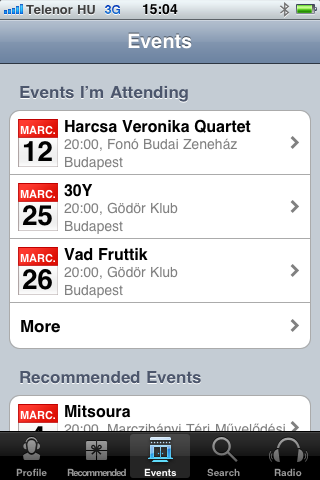 Telenor HU 3G 15:04
Events
Events I'm Attending
MARC.
12
Harcsa Veronika Quartet
20:00, Fonó Budai Zeneház
Budapest
MARC.
25
30Y
20:00, Gödör Klub
Budapest
MARC.
26
Vad Fruttik
20:00, Gödör Klub
Budapest
More
Recommended Events
MARC.
Mitsoura
20:00, Marczibányi Téri Művelődési
Profile Recommended Events Search Radio